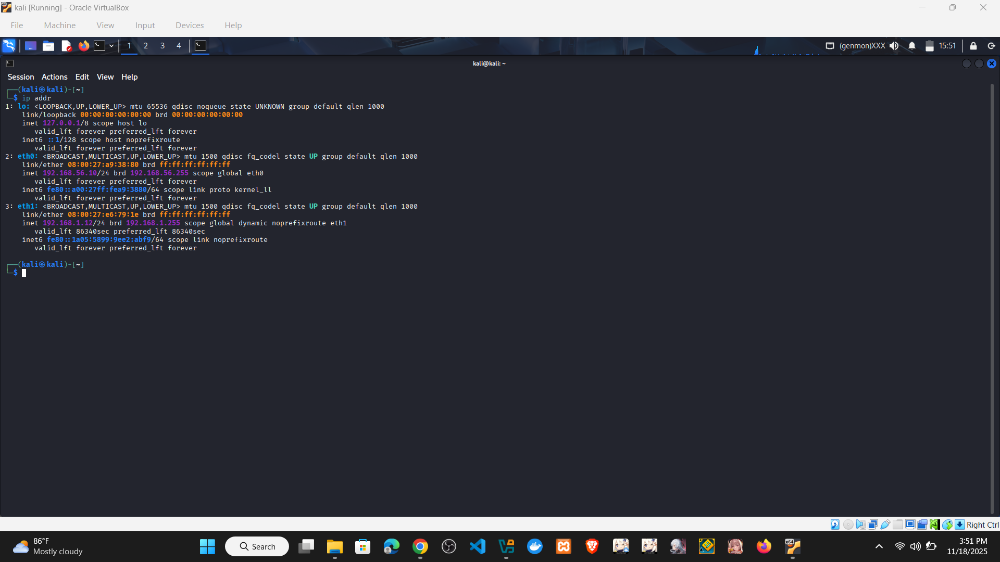 kali [Running] - Oracle VirtualBox
File Machine View Input Devices Help
1 2 3 4 (genmon)XXX 15:51
kali@kali: ~
Session Actions Edit View Help
┌──(kali㉿kali)-[~]
└─$ ip addr
1: lo: <LOOPBACK,UP,LOWER_UP> mtu 65536 qdisc noqueue state UNKNOWN group default qlen 1000
    link/loopback 00:00:00:00:00:00 brd 00:00:00:00:00:00
    inet 127.0.0.1/8 scope host lo
       valid_lft forever preferred_lft forever
    inet6 ::1/128 scope host noprefixroute
       valid_lft forever preferred_lft forever
2: eth0: <BROADCAST,MULTICAST,UP,LOWER_UP> mtu 1500 qdisc fq_codel state UP group default qlen 1000
    link/ether 08:00:27:a9:38:80 brd ff:ff:ff:ff:ff:ff
    inet 192.168.56.10/24 brd 192.168.56.255 scope global eth0
       valid_lft forever preferred_lft forever
    inet6 fe80::a00:27ff:fea9:3880/64 scope link proto kernel_ll
       valid_lft forever preferred_lft forever
3: eth1: <BROADCAST,MULTICAST,UP,LOWER_UP> mtu 1500 qdisc fq_codel state UP group default qlen 1000
    link/ether 08:00:27:e6:79:1e brd ff:ff:ff:ff:ff:ff
    inet 192.168.1.12/24 brd 192.168.1.255 scope global dynamic noprefixroute eth1
       valid_lft 86340sec preferred_lft 86340sec
    inet6 fe80::1a05:5899:9ee2:abf9/64 scope link noprefixroute
       valid_lft forever preferred_lft forever
┌──(kali㉿kali)-[~]
└─$
Right Ctrl
86°F
Mostly cloudy
Search
3:51 PM
11/18/2025